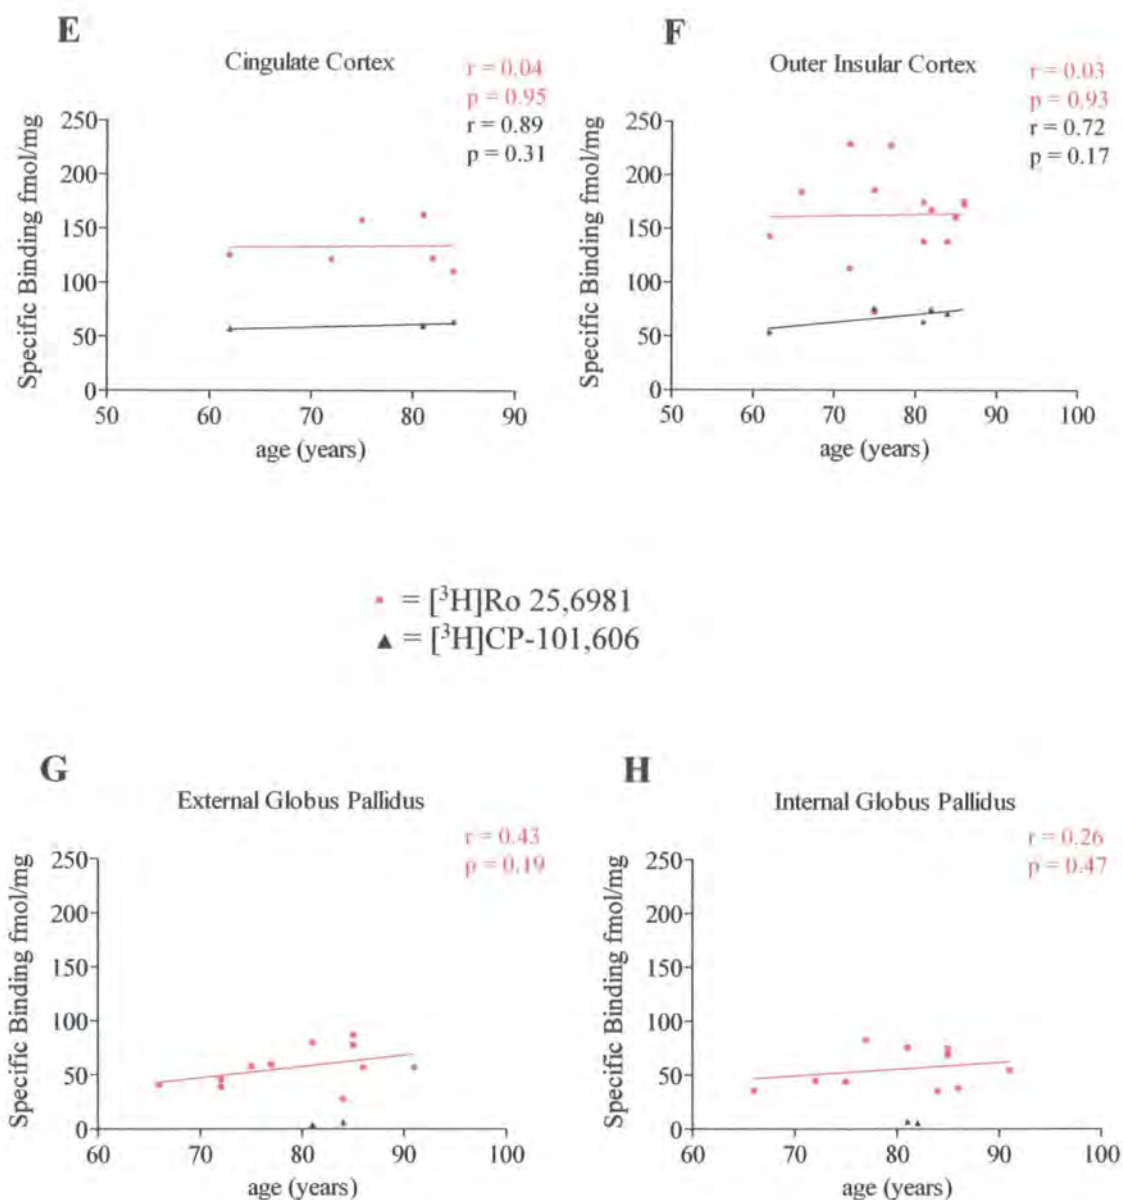 E
Cingulate Cortex
r = 0.04
p = 0.95
r = 0.89
p = 0.31
Specific Binding fmol/mg
250
200
150
100
50
0
50 60 70 80 90
age (years)
F
Outer Insular Cortex
r = 0.03
p = 0.93
r = 0.72
p = 0.17
Specific Binding fmol/mg
250
200
150
100
50
0
50 60 70 80 90 100
age (years)
▪ = [³H]Ro 25,6981
▲ = [³H]CP-101,606
G
External Globus Pallidus
r = 0.43
p = 0.19
Specific Binding fmol/mg
250
200
150
100
50
0
60 70 80 90 100
age (years)
H
Internal Globus Pallidus
r = 0.26
p = 0.47
Specific Binding fmol/mg
250
200
150
100
50
0
60 70 80 90 100
age (years)